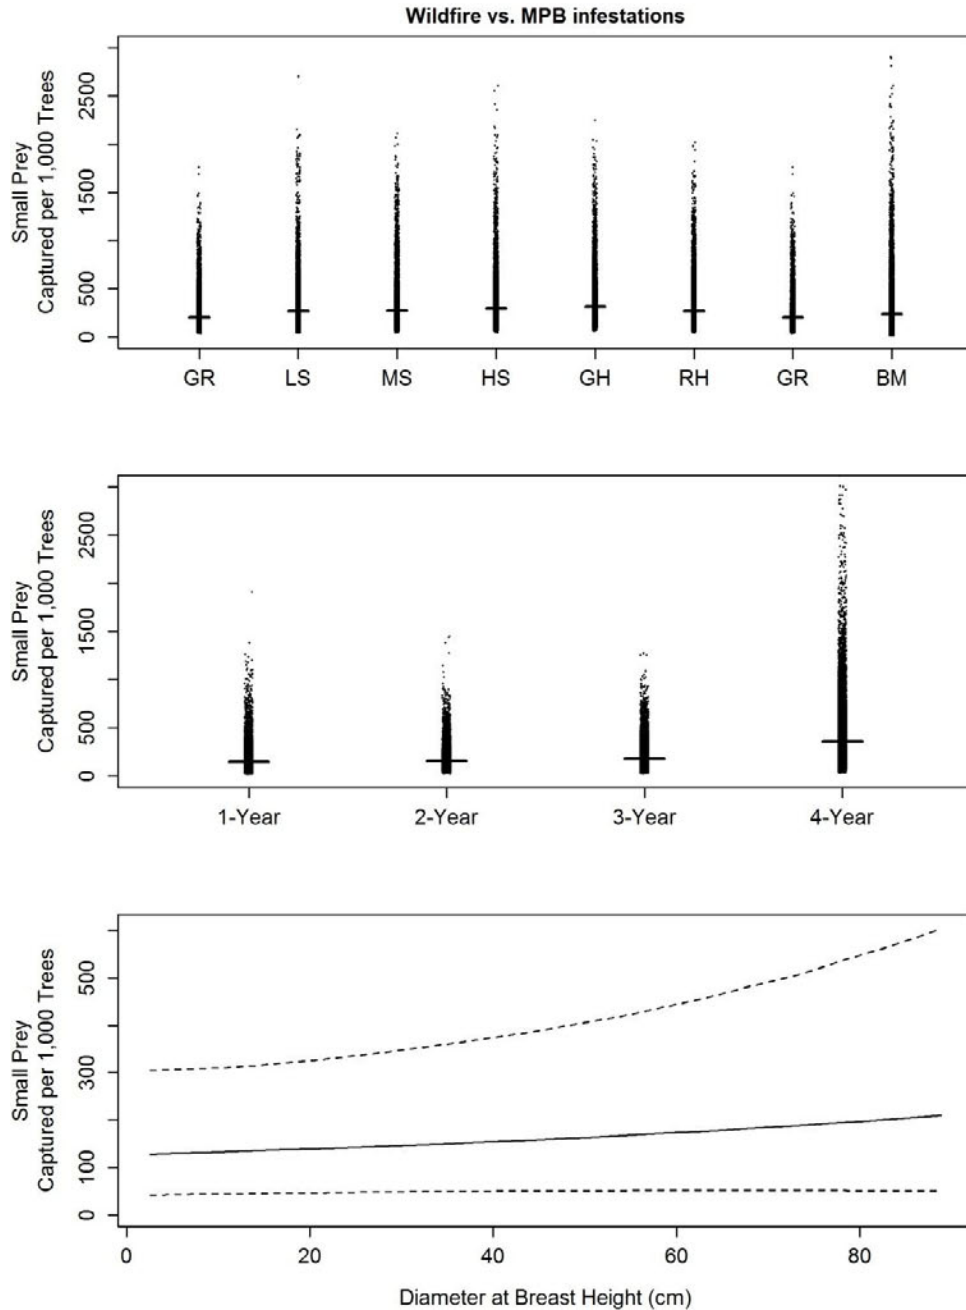 Wildfire vs. MPB infestations
Small Prey
Captured per 1,000 Trees
2500
1500
500
0
GR LS MS HS GH RH GR BM
Small Prey
Captured per 1,000 Trees
2500
1500
500
0
1-Year 2-Year 3-Year 4-Year
Small Prey
Captured per 1,000 Trees
500
300
100
0
0 20 40 60 80
Diameter at Breast Height (cm)